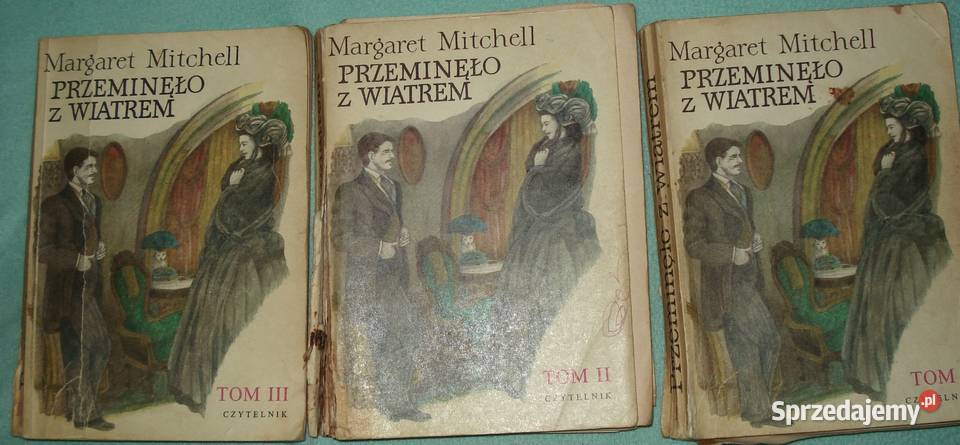 Margaret Mitchell
PRZEMINĘŁO
Z WIATREM
TOM III
CZYTELNIK
Margaret Mitchell
PRZEMINĘŁO
Z WIATREM
TOM II
CZYTELNIK
Przeminęło z wiatrem
Margaret Mitchell
PRZEMINĘŁO
Z WIATREM
TOM
Sprzedajemy.pl